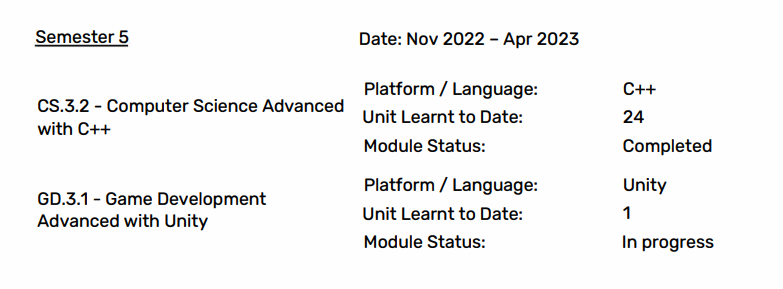 Semester 5
Date: Nov 2022 – Apr 2023
CS.3.2 - Computer Science Advanced
with C++
Platform / Language: C++
Unit Learnt to Date: 24
Module Status: Completed
GD.3.1 - Game Development
Advanced with Unity
Platform / Language: Unity
Unit Learnt to Date: 1
Module Status: In progress